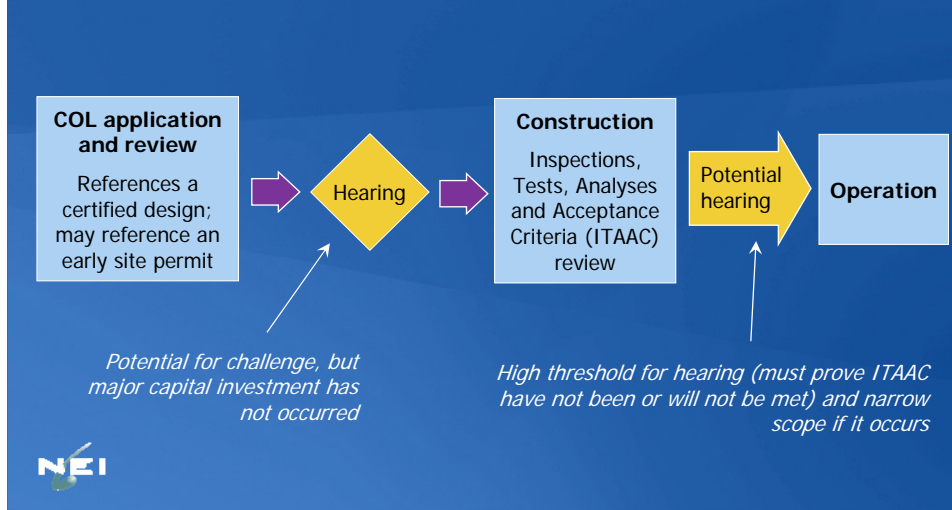 COL application
and review
References a
certified design;
may reference an
early site permit
Hearing
Construction
Inspections,
Tests, Analyses
and Acceptance
Criteria (ITAAC)
review
Potential
hearing
Operation
Potential for challenge, but
major capital investment has
not occurred
High threshold for hearing (must prove ITAAC
have not been or will not be met) and narrow
scope if it occurs
NEI